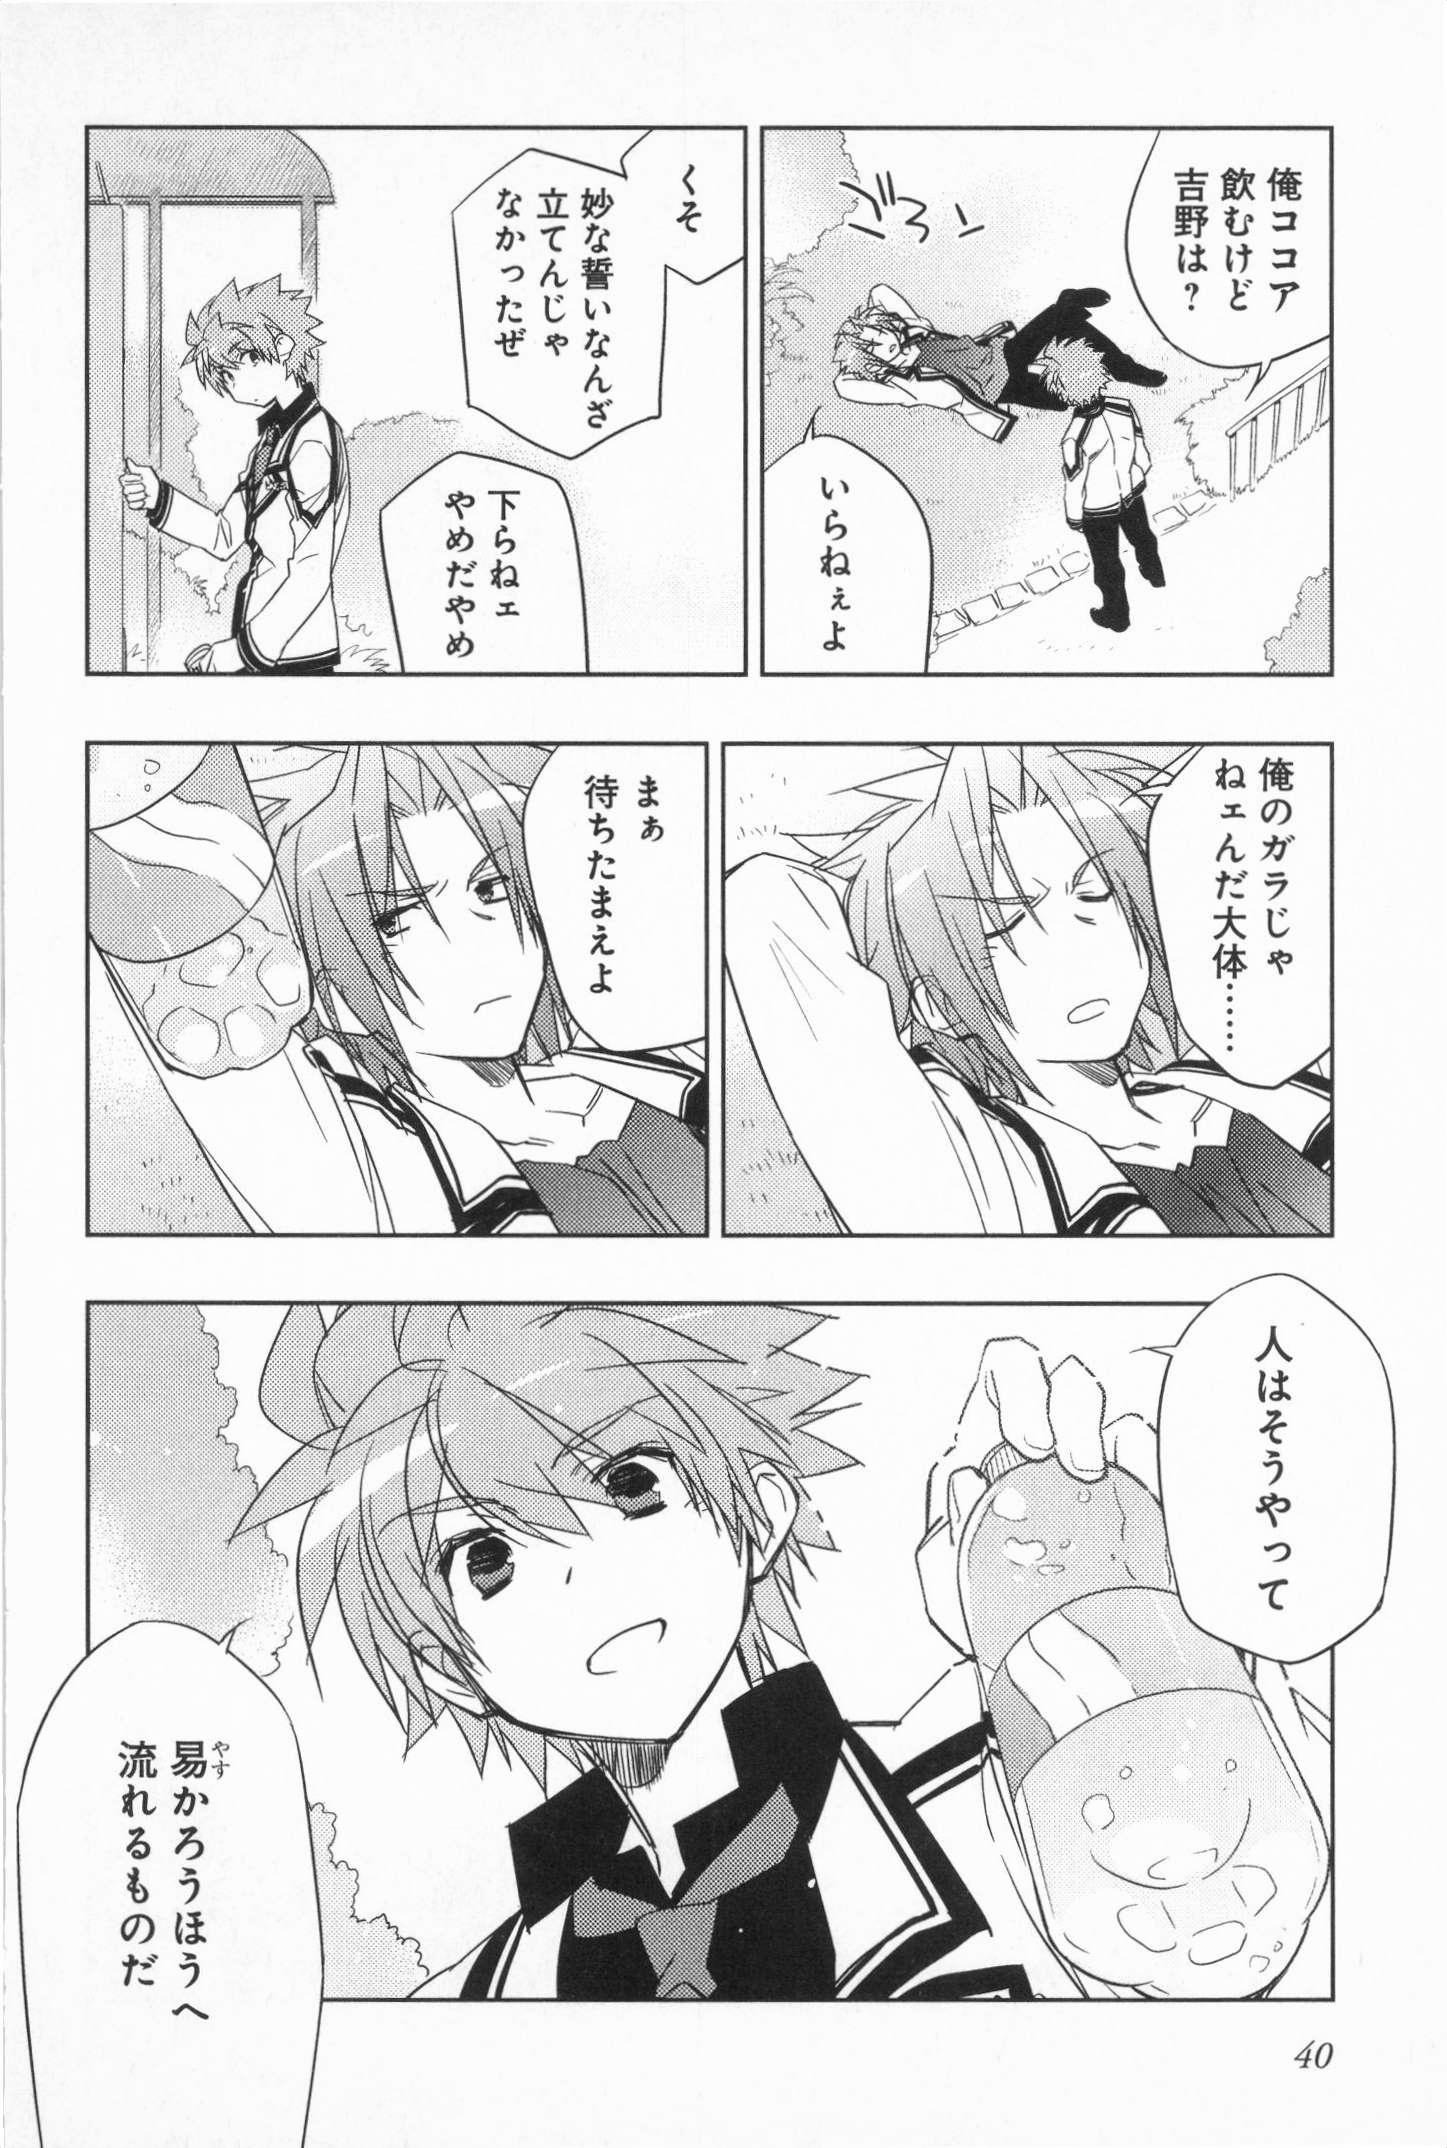 俺ココア
飲むけど
吉野は?
ごろん
いらねぇよ
くそ
妙な誓いなんざ
立てんじゃ
なかったぜ
下らねェ
やめだやめ
俺のガラじゃ
ねェんだ大体……
まぁ
待ちたまえよ
人はそうやって
易かろうほうへ
やす
流れるものだ
40